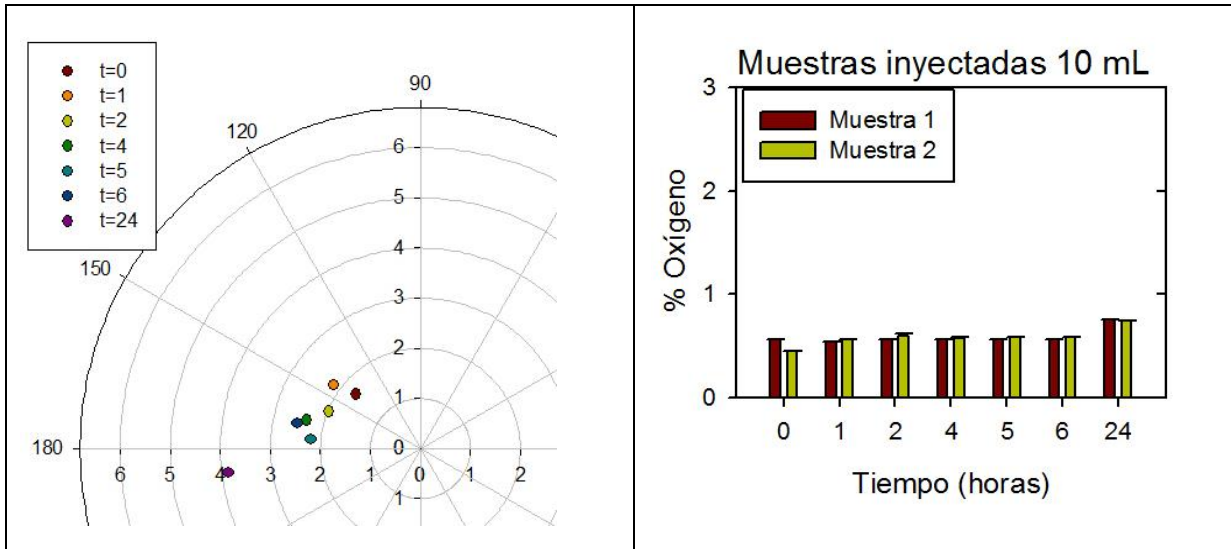 t=0
t=1
t=2
t=4
t=5
t=6
t=24
90
120
150
180
6
5
4
3
2
1
0
1
6 5 4 3 2 1 0 1 2
Muestras inyectadas 10 mL
Muestra 1
Muestra 2
3
2
1
0
% Oxígeno
0 1 2 4 5 6 24
Tiempo (horas)